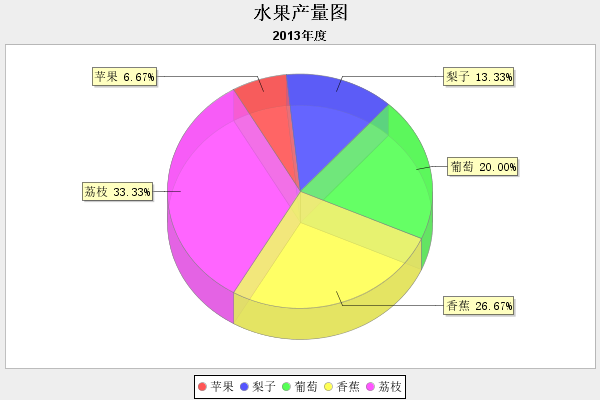 水果产量图
2013年度
苹果 6.67%
梨子 13.33%
葡萄 20.00%
荔枝 33.33%
香蕉 26.67%
苹果 梨子 葡萄 香蕉 荔枝